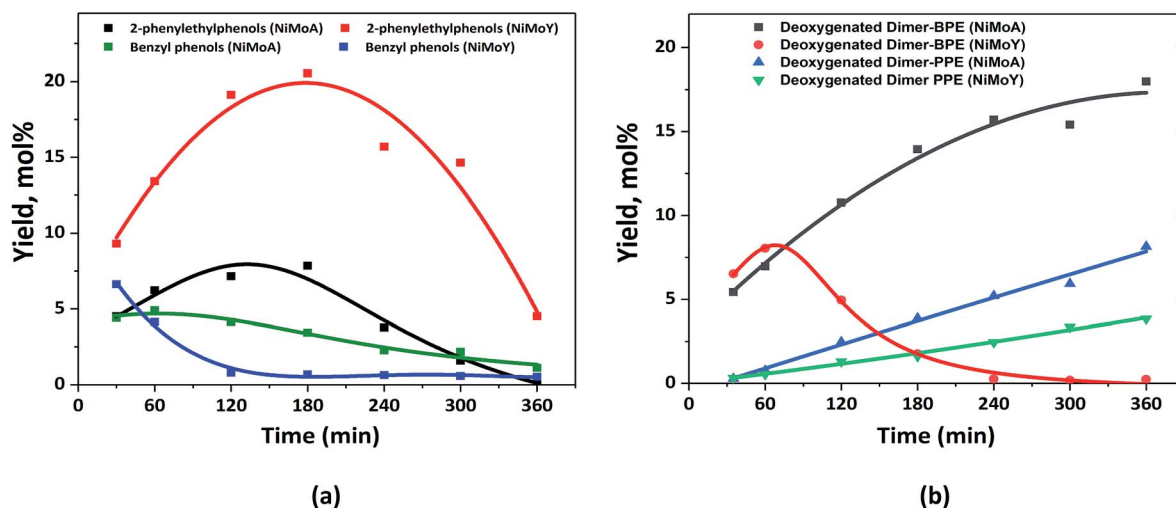 2-phenylethylphenols (NiMoA) 2-phenylethylphenols (NiMoY)
Benzyl phenols (NiMoA) Benzyl phenols (NiMoY)
Yield, mol%
20
15
10
5
0
0 60 120 180 240 300 360
Time (min)
(a)
Deoxygenated Dimer-BPE (NiMoA)
Deoxygenated Dimer-BPE (NiMoY)
Deoxygenated Dimer-PPE (NiMoA)
Deoxygenated Dimer PPE (NiMoY)
Yield, mol%
20
15
10
5
0
0 60 120 180 240 300 360
Time (min)
(b)